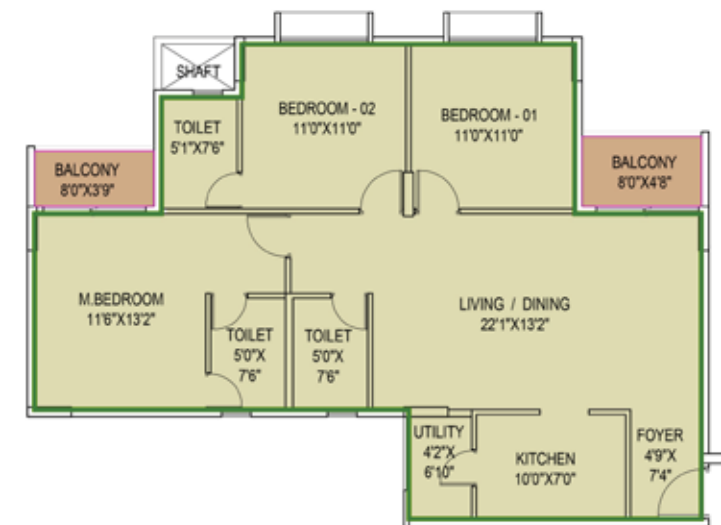 SHAFT
BEDROOM - 02
11'0"X11'0"
BEDROOM - 01
11'0"X11'0"
TOILET
5'1"X7'6"
BALCONY
8'0"X3'9"
BALCONY
8'0"X4'8"
M.BEDROOM
11'6"X13'2"
LIVING / DINING
22'1"X13'2"
TOILET
5'0"X
7'6"
TOILET
5'0"X
7'6"
UTILITY
4'2"X
6'10"
KITCHEN
10'0"X7'0"
FOYER
4'9"X
7'4"